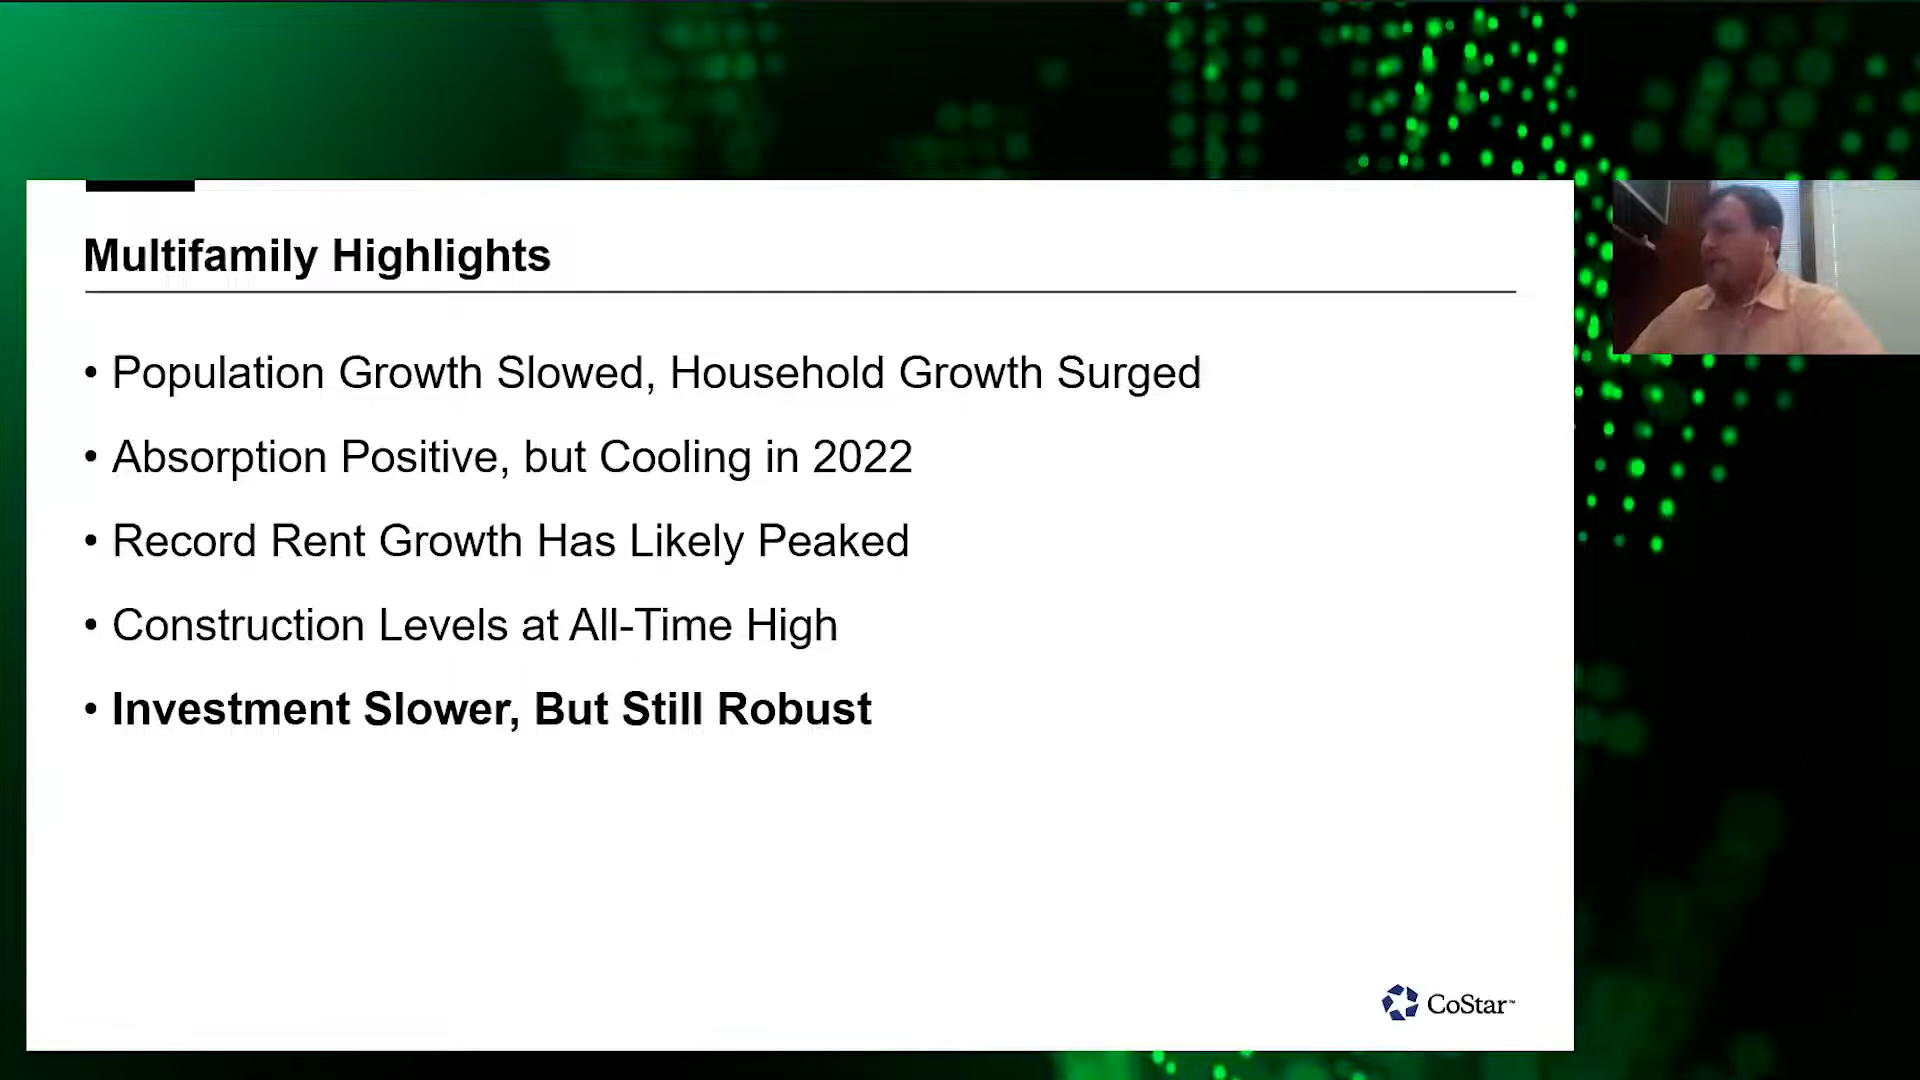 Multifamily Highlights
• Population Growth Slowed, Household Growth Surged
• Absorption Positive, but Cooling in 2022
• Record Rent Growth Has Likely Peaked
• Construction Levels at All-Time High
• Investment Slower, But Still Robust
CoStar™